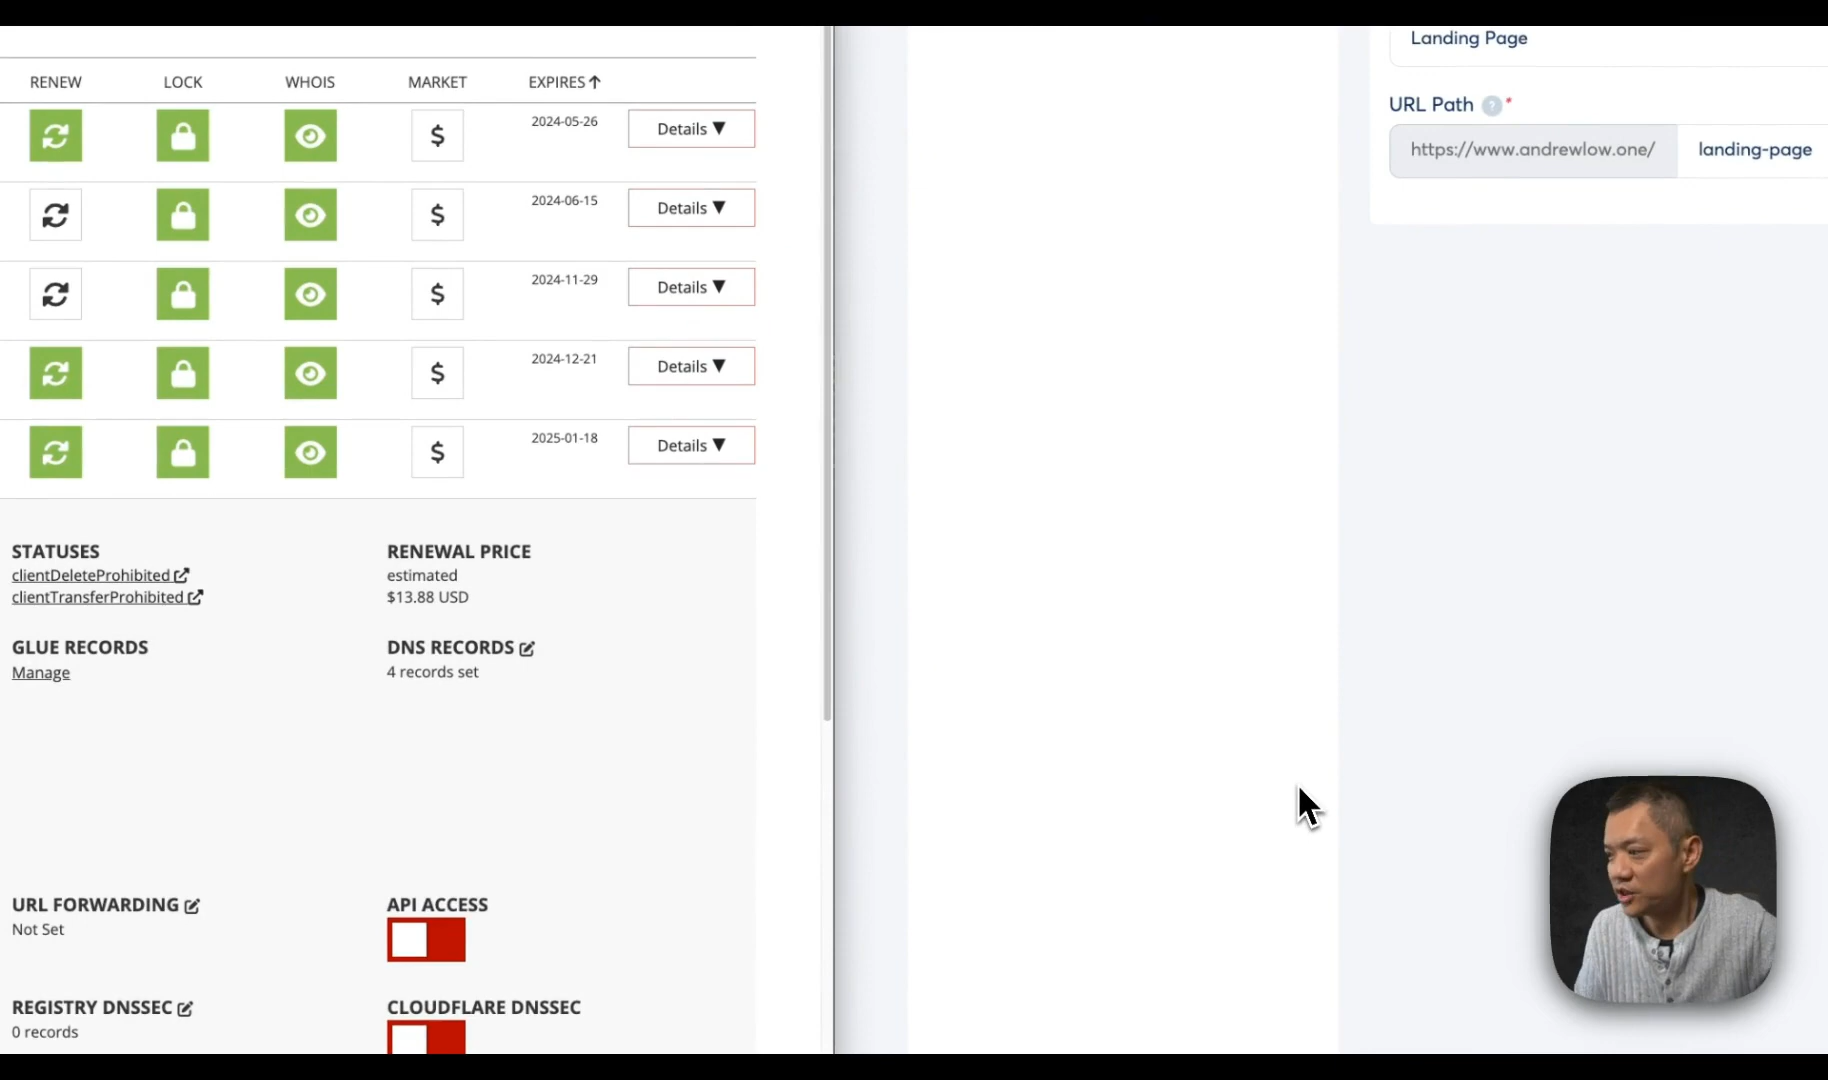 RENEW LOCK WHOIS MARKET EXPIRES
2024-05-26 Details ▼
2024-06-15 Details ▼
2024-11-29 Details ▼
2024-12-21 Details ▼
2025-01-18 Details ▼
STATUSES
clientDeleteProhibited
clientTransferProhibited
RENEWAL PRICE
estimated
$13.88 USD
GLUE RECORDS
Manage
DNS RECORDS
4 records set
URL FORWARDING
Not Set
API ACCESS
REGISTRY DNSSEC
0 records
CLOUDFLARE DNSSEC
Landing Page
URL Path ? *
https://www.andrewlow.one/ landing-page